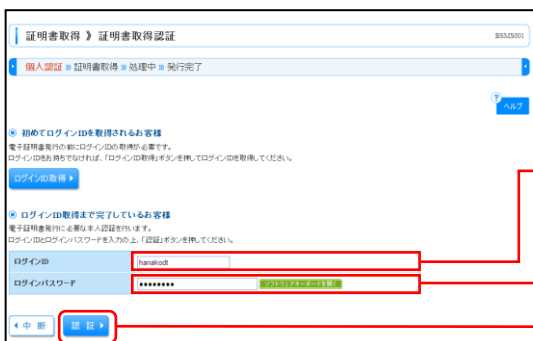 証明書取得 》 証明書取得認証
BSMS001
個人認証 » 証明書取得 » 処理中 » 発行完了
? ヘルプ
初めてログインIDを取得されるお客様
電子証明書発行の前にログインIDの取得が必要です。
ログインIDをお持ちでなければ、「ログインID取得」ボタンを押してログインIDを取得してください。
ログインID取得
ログインID取得まで完了しているお客様
電子証明書発行に必要な本人認証を行います。
ログインIDとログインパスワードを入力の上、「認証」ボタンを押してください。
ログインID
hanakodt
ログインパスワード
••••••••
ソフトウェアキーボードを開く
中 断
認 証